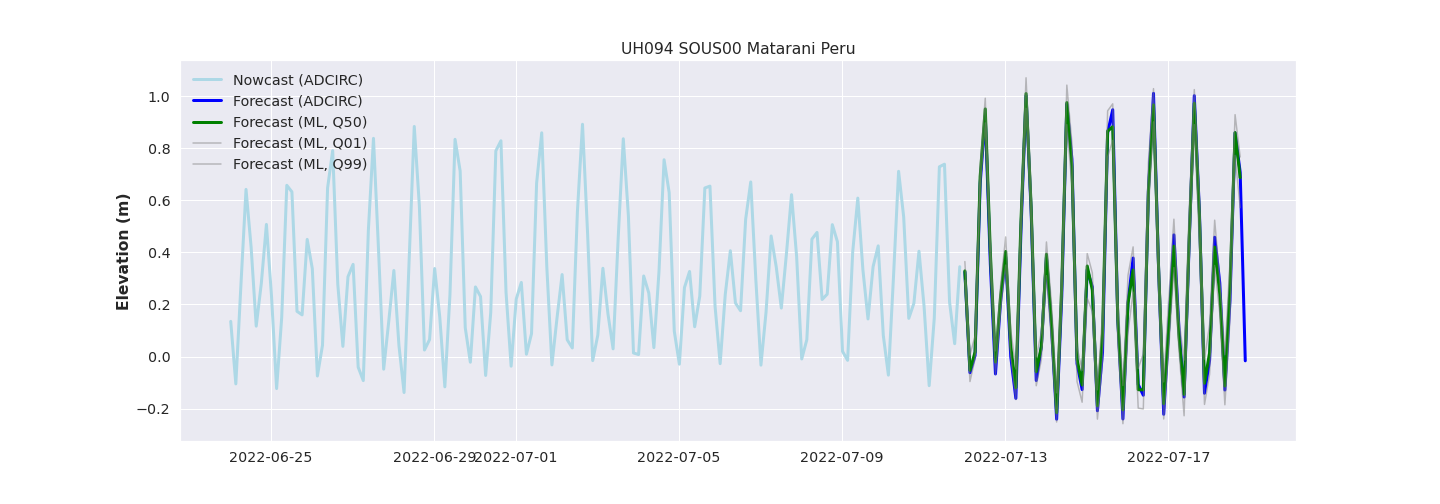 UH094 SOUS00 Matarani Peru
Nowcast (ADCIRC)
Forecast (ADCIRC)
Forecast (ML, Q50)
Forecast (ML, Q01)
Forecast (ML, Q99)
Elevation (m)
1.0
0.8
0.6
0.4
0.2
0.0
−0.2
2022-06-25 2022-06-29 2022-07-01 2022-07-05 2022-07-09 2022-07-13 2022-07-17